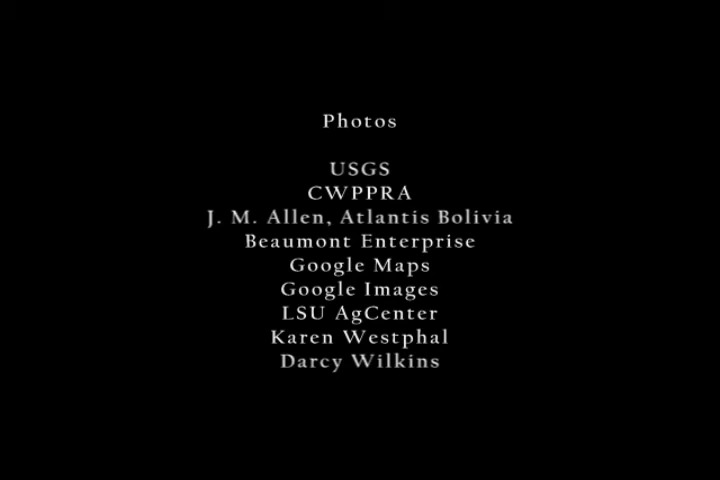 Photos
USGS
CWPPRA
J. M. Allen, Atlantis Bolivia
Beaumont Enterprise
Google Maps
Google Images
LSU AgCenter
Karen Westphal
Darcy Wilkins